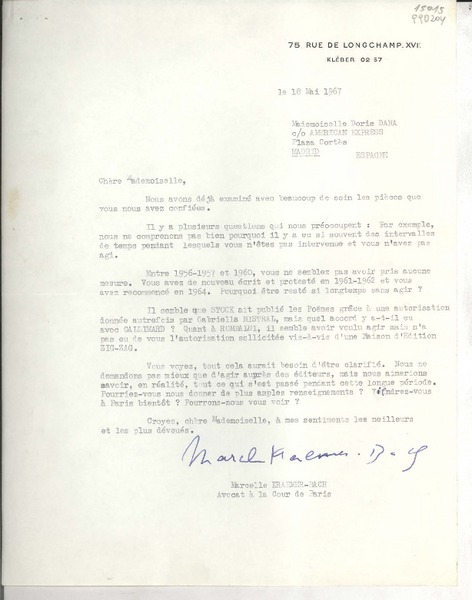 15015
990204
75 RUE DE LONGCHAMP. XVI.
KLÉBER 02 57
le 18 Mai 1967
Mademoiselle Doris DANA
c/o AMERICAN EXPRESS
Plaza Cortès
MADRID
ESPAGNE
Chère Mademoiselle,
Nous avons déjà examiné avec beaucoup de soin les pièces que
vous nous avez confiées.
Il y a plusieurs questions qui nous préoccupent : Par exemple,
nous ne comprenons pas bien pourquoi il y a eu si souvent des intervalles
de temps pendant lesquels vous n'êtes pas intervenue et vous n'avez pas
agi.
Entre 1956-1957 et 1960, vous ne semblez pas avoir pris aucune
mesure. Vous avez de nouveau écrit et protesté en 1961-1962 et vous
avez recommencé en 1964. Pourquoi être resté si longtemps sans agir ?
Il semble que STOCK ait publié les Poèmes grâce à une autorisation
donnée autrefois par Gabriella MISTRAL, mais quel accord y a-t-il eu
avec GALLIMARD ? Quant à HUMBALDI, il semble avoir voulu agir mais n'a
pas eu de vous l'autorisation sollicitée vis-à-vis d'une Maison d'Edition
ZIG-ZAG.
Vous voyez, tout cela aurait besoin d'être clarifié. Nous ne
demandons pas mieux que d'agir auprès des éditeurs, mais nous aimerions
savoir, en réalité, tout ce qui s'est passé pendant cette longue période.
Pourriez-vous nous donner de plus amples renseignements ? Viendrez-vous
à Paris bientôt ? Pourrons-nous vous voir ?
Croyez, chère Mademoiselle, à mes sentiments les meilleurs
et les plus dévoués.
Marcelle KRAEMER-BACH
Avocat à la Cour de Paris